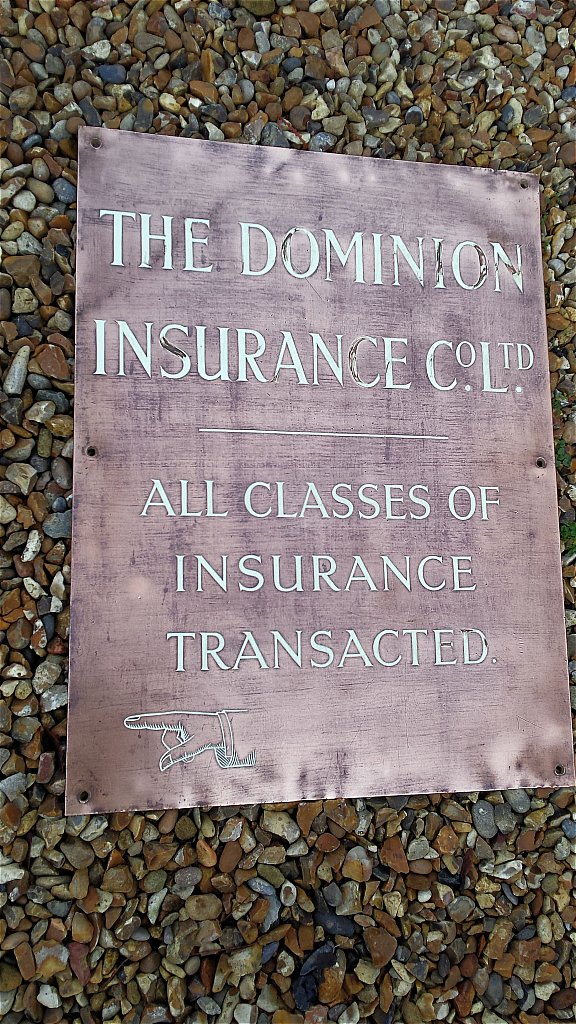 THE DOMINION
INSURANCE Co. LTD.
ALL CLASSES OF
INSURANCE
TRANSACTED.